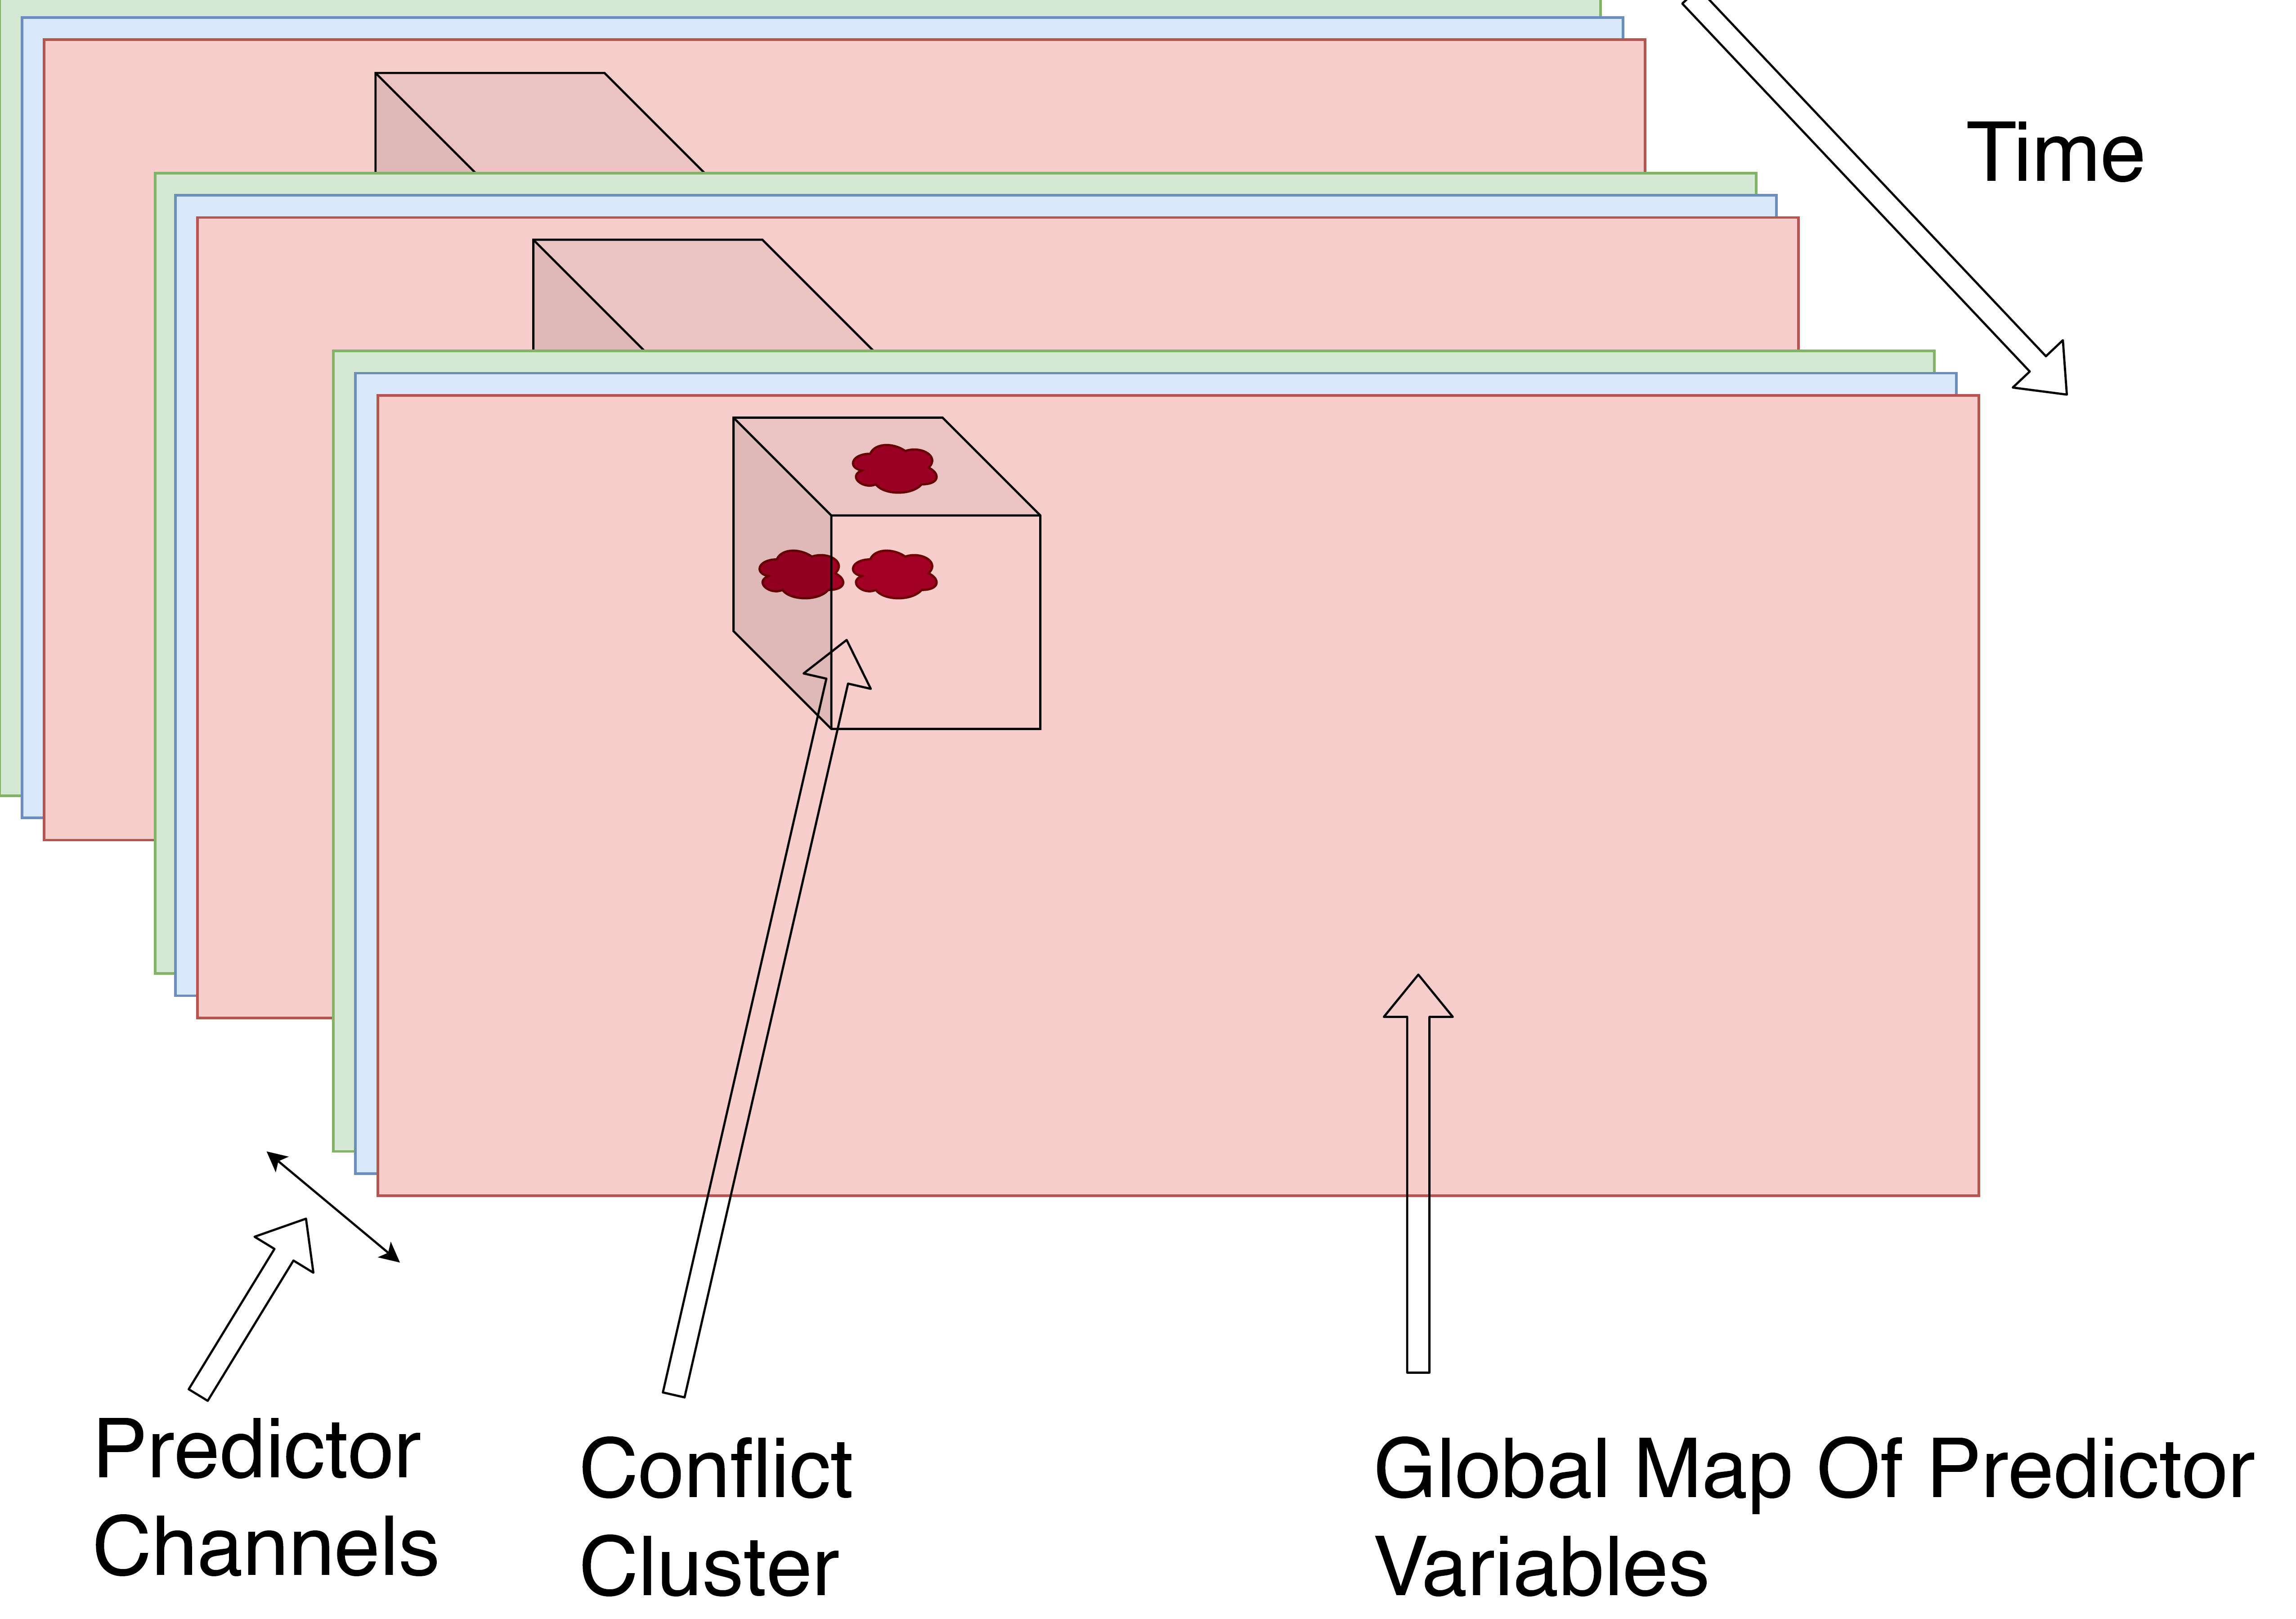 Time
Predictor
Channels
Conflict
Cluster
Global Map Of Predictor
Variables